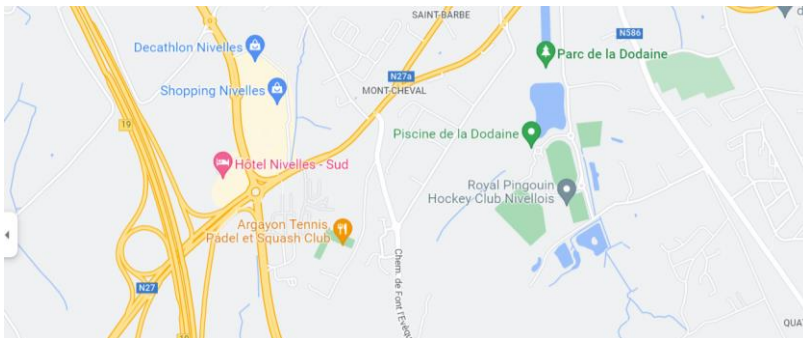 SAINT-BARBE
N586
Decathlon Nivelles
Parc de la Dodaine
N27a
Shopping Nivelles
MONT-CHEVAL
19
Piscine de la Dodaine
Hôtel Nivelles - Sud
Royal Pingouin
Hockey Club Nivellois
Argayon Tennis
Padel et Squash Club
Chem. de Font l'Evêq
N27
QUA
19